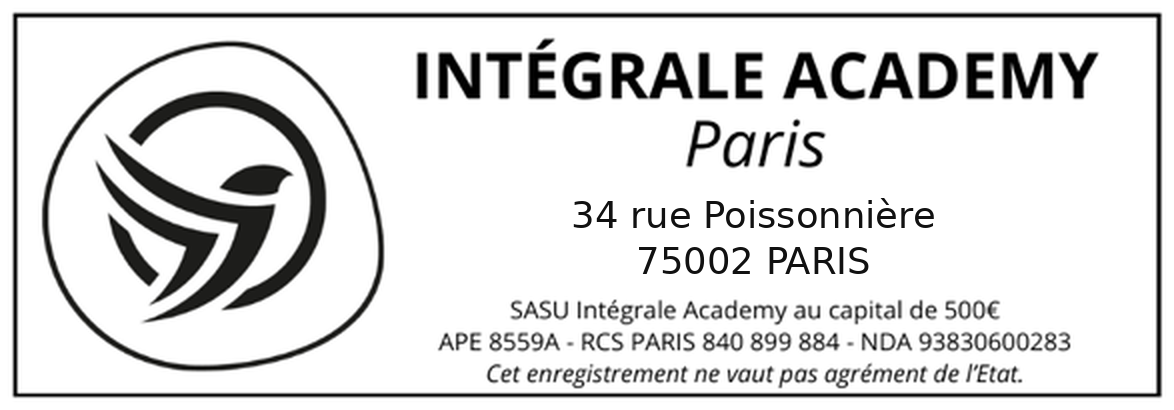 INTÉGRALE ACADEMY
Paris
34 rue Poissonnière
75002 PARIS
SASU Intégrale Academy au capital de 500€
APE 8559A - RCS PARIS 840 899 884 - NDA 93830600283
Cet enregistrement ne vaut pas agrément de l’Etat.